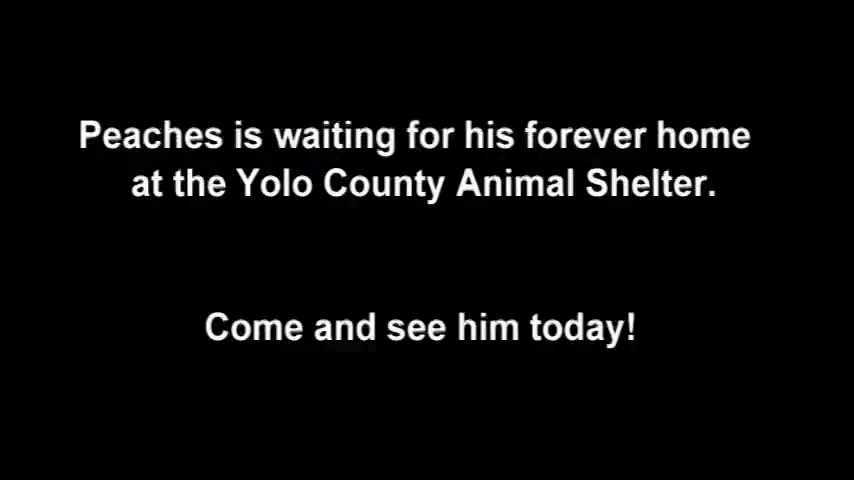 Peaches is waiting for his forever home
at the Yolo County Animal Shelter.
Come and see him today!